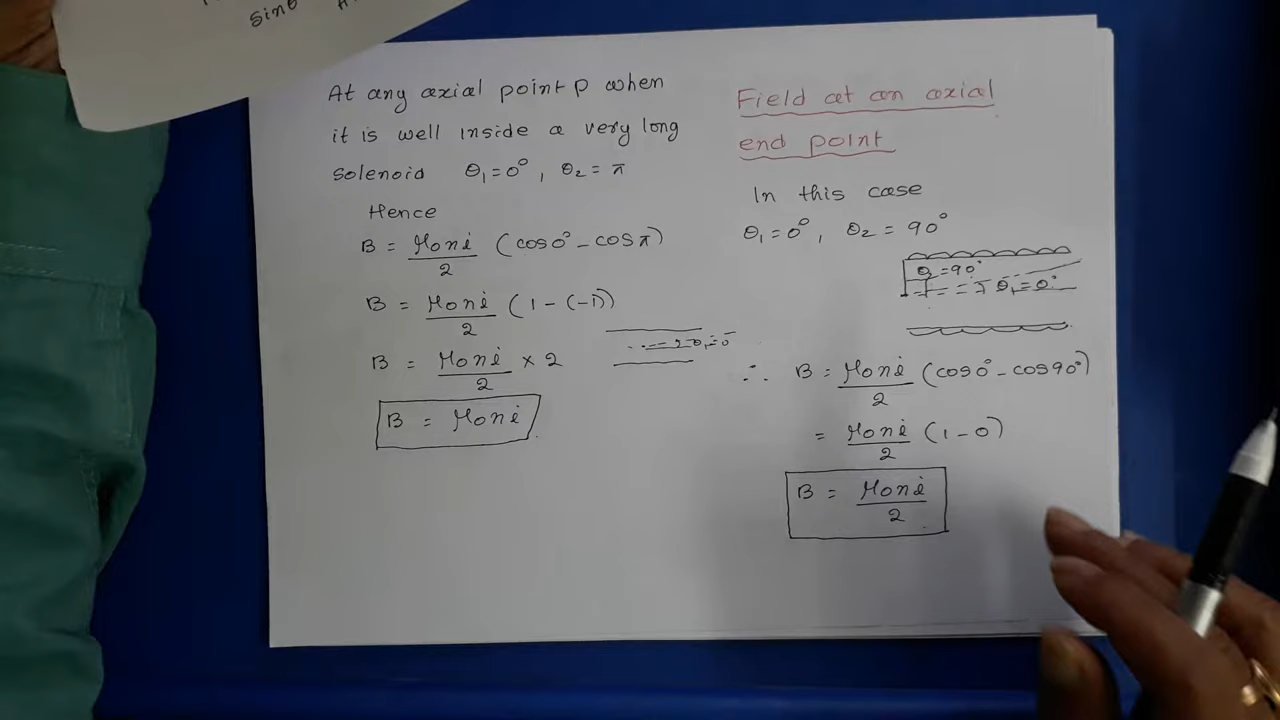 sinθ
At any axial point P when
it is well inside a very long
solenoid θ₁=0°, θ₂=π
Hence
B = μ₀ni/2 (cos0° - cosπ)
B = μ₀ni/2 (1-(-1))
B = μ₀ni/2 × 2
B = μ₀ni
Field at an axial
end point
In this case
θ₁=0°, θ₂=90°
θ=90°
θ₁=0°
∴ B = μ₀ni/2 (cos0° - cos90°)
= μ₀ni/2 (1-0)
B = μ₀ni/2